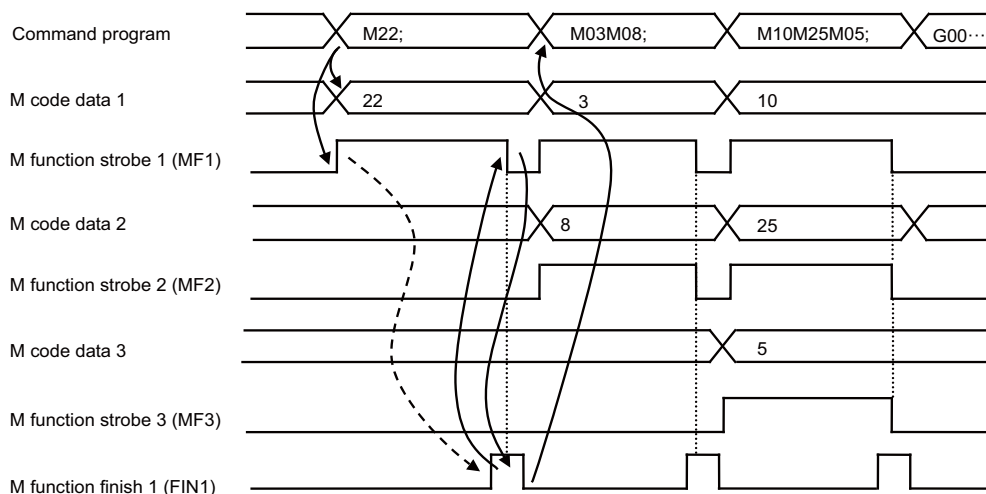 Command program M22; M03M08; M10M25M05; G00⋯
M code data 1 22 3 10
M function strobe 1 (MF1)
M code data 2 8 25
M function strobe 2 (MF2)
M code data 3 5
M function strobe 3 (MF3)
M function finish 1 (FIN1)